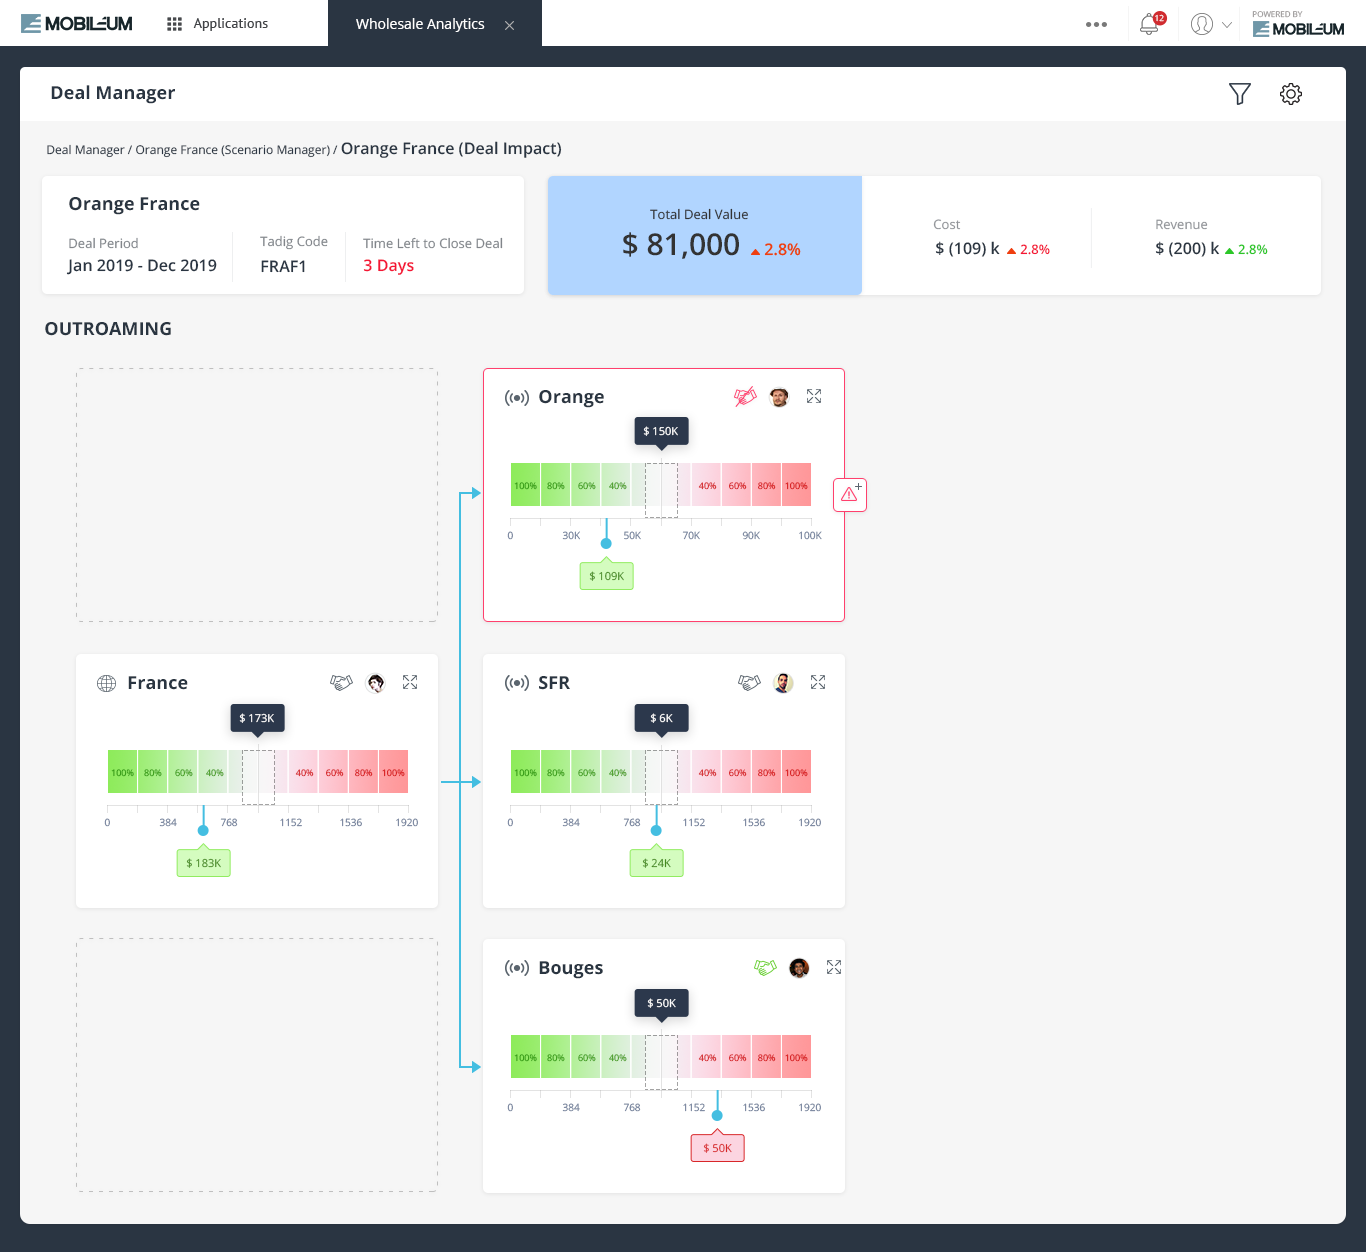 MOBILEUM
Applications
Wholesale Analytics
12
POWERED BY
MOBILEUM
Deal Manager
Deal Manager / Orange France (Scenario Manager) / Orange France (Deal Impact)
Orange France
Deal Period
Jan 2019 - Dec 2019
Tadig Code
FRAF1
Time Left to Close Deal
3 Days
Total Deal Value
$ 81,000 2.8%
Cost
$ (109) k 2.8%
Revenue
$ (200) k 2.8%
OUTROAMING
Orange
$ 150K
100% 80% 60% 40% 40% 60% 80% 100%
0 30K 50K 70K 90K 100K
$ 109K
France
$ 173K
100% 80% 60% 40% 40% 60% 80% 100%
0 384 768 1152 1536 1920
$ 183K
SFR
$ 6K
100% 80% 60% 40% 40% 60% 80% 100%
0 384 768 1152 1536 1920
$ 24K
Bouges
$ 50K
100% 80% 60% 40% 40% 60% 80% 100%
0 384 768 1152 1536 1920
$ 50K